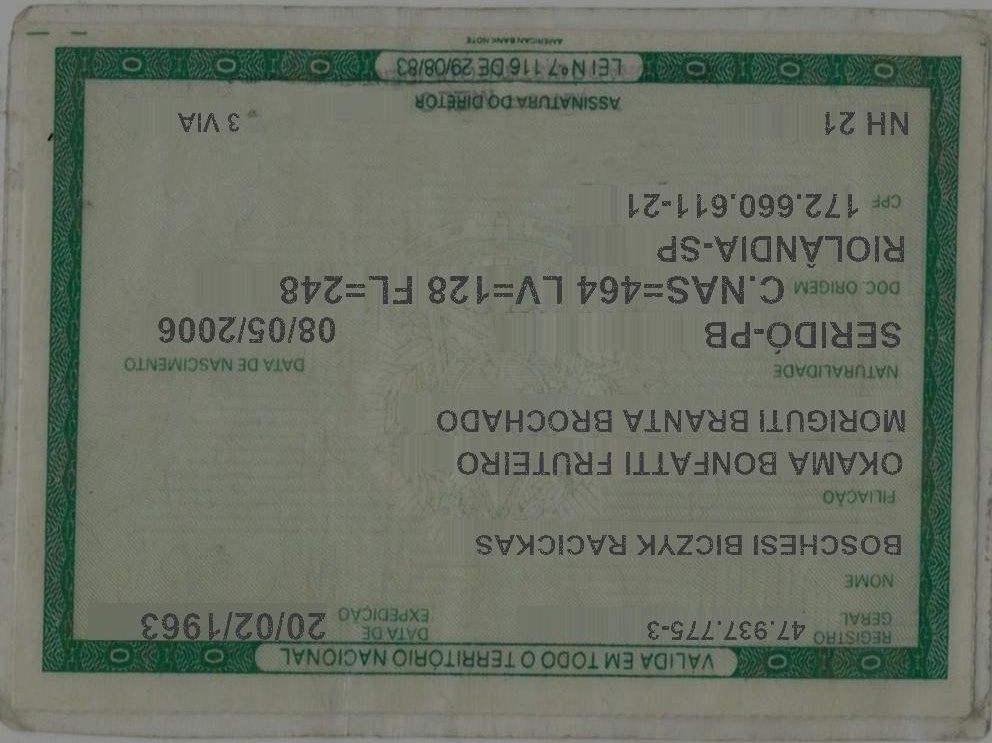 VÁLIDA EM TODO O TERRITÓRIO NACIONAL
REGISTRO GERAL 47.937.775-3 DATA DE EXPEDIÇÃO 20/02/1963
NOME
BOSCHESI BICZYK RACICKAS
FILIAÇÃO
OKAMA BONFATTI FRUTEIRO
MORIGUTI BRANTA BROCHADO
NATURALIDADE DATA DE NASCIMENTO
SERIDÓ-PB 08/05/2006
DOC. ORIGEM C.NAS=464 LV=128 FL=248
RIOLÂNDIA-SP
CPF 172.660.611-21
NH 21 3 VIA
ASSINATURA DO DIRETOR
LEI Nº 7.116 DE 29/08/83
AMERICAN BANK NOTE